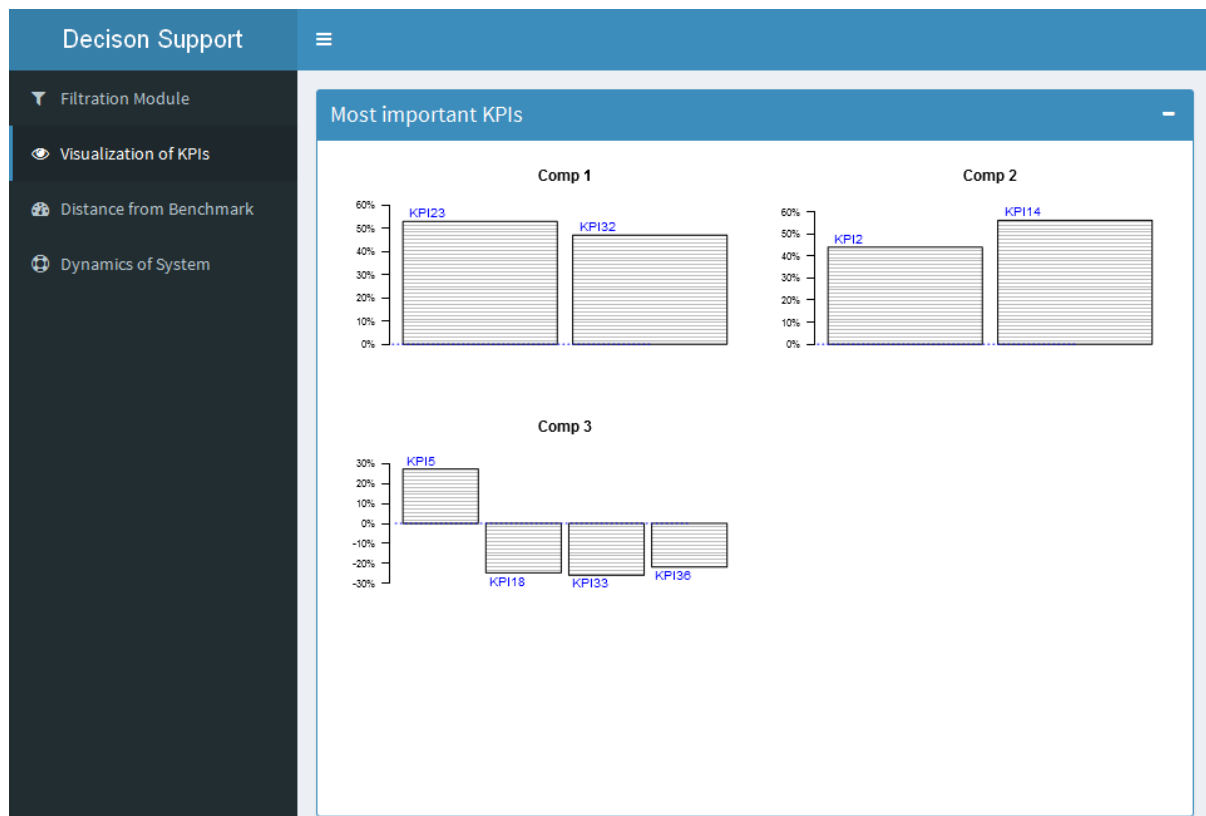 Decison Support
Filtration Module
Visualization of KPIs
Distance from Benchmark
Dynamics of System
Most important KPIs
Comp 1
60%
50%
40%
30%
20%
10%
0%
KPI23
KPI32
Comp 2
60%
50%
40%
30%
20%
10%
0%
KPI2
KPI14
Comp 3
30%
20%
10%
0%
-10%
-20%
-30%
KPI5
KPI18
KPI33
KPI36